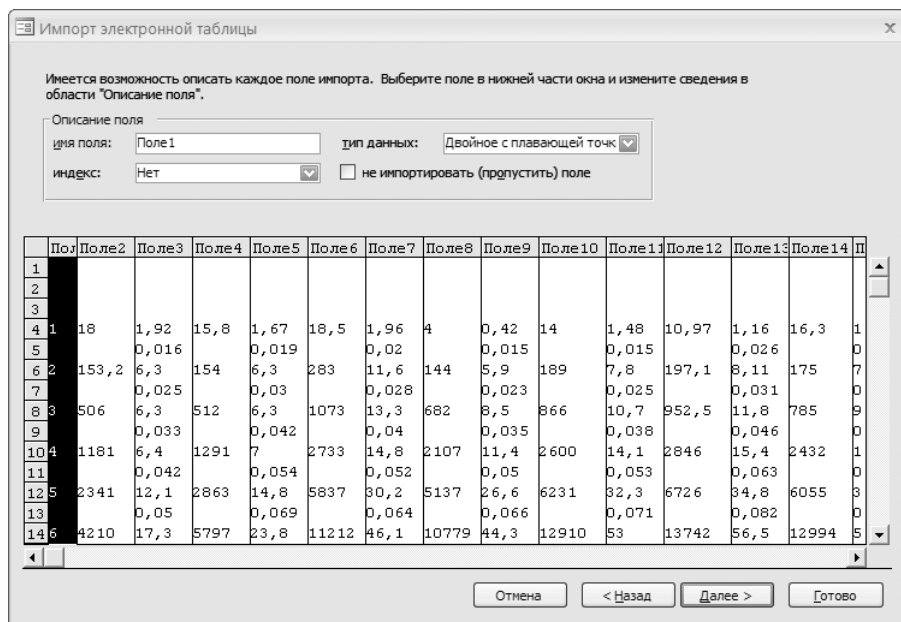 Импорт электронной таблицы x
Имеется возможность описать каждое поле импорта. Выберите поле в нижней части окна и измените сведения в
области "Описание поля".
Описание поля
имя поля: Поле1 тип данных: Двойное с плавающей точк
индекс: Нет не импортировать (пропустить) поле
Пол Поле2 Поле3 Поле4 Поле5 Поле6 Поле7 Поле8 Поле9 Поле10 Поле11 Поле12 Поле13 Поле14 П
1
2
3
4 1 18 1,92 15,8 1,67 18,5 1,96 4 0,42 14 1,48 10,97 1,16 16,3 1
5 0,016 0,019 0,02 0,015 0,015 0,026 0
6 2 153,2 6,3 154 6,3 283 11,6 144 5,9 189 7,8 197,1 8,11 175 7
7 0,025 0,03 0,028 0,023 0,025 0,031 0
8 3 506 6,3 512 6,3 1073 13,3 682 8,5 866 10,7 952,5 11,8 785 9
9 0,033 0,042 0,04 0,035 0,038 0,046 0
10 4 1181 6,4 1291 7 2733 14,8 2107 11,4 2600 14,1 2846 15,4 2432 1
11 0,042 0,054 0,052 0,05 0,053 0,063 0
12 5 2341 12,1 2863 14,8 5837 30,2 5137 26,6 6231 32,3 6726 34,8 6055 3
13 0,05 0,069 0,064 0,066 0,071 0,082 0
14 6 4210 17,3 5797 23,8 11212 46,1 10779 44,3 12910 53 13742 56,5 12994 5
Отмена < Назад Далее > Готово